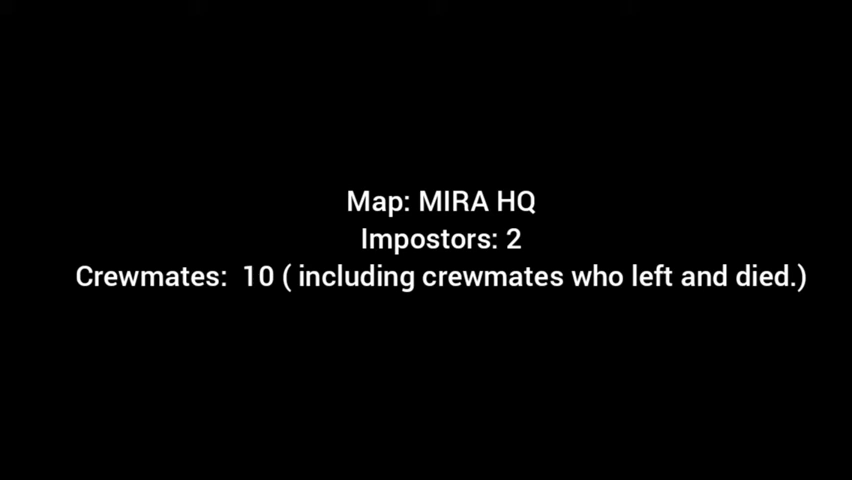 Map: MIRA HQ
Impostors: 2
Crewmates:  10 ( including crewmates who left and died.)